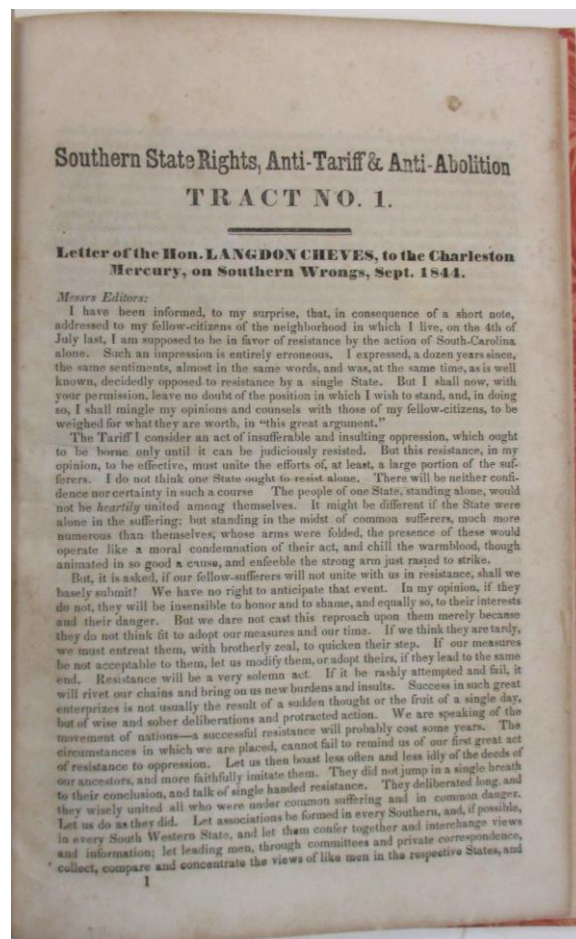 Southern State Rights, Anti-Tariff & Anti-Abolition
TRACT NO. 1.
Letter of the Hon. LANGDON CHEVES, to the Charleston
Mercury, on Southern Wrongs, Sept. 1844.
Messrs Editors:
I have been informed, to my surprise, that, in consequence of a short note,
addressed to my fellow-citizens of the neighborhood in which I live, on the 4th of
July last, I am supposed to be in favor of resistance by the action of South-Carolina
alone. Such an impression is entirely erroneous. I expressed, a dozen years since,
the same sentiments, almost in the same words, and was, at the same time, as is well
known, decidedly opposed to resistance by a single State. But I shall now, with
your permission, leave no doubt of the position in which I wish to stand, and, in doing
so, I shall mingle my opinions and counsels with those of my fellow-citizens, to be
weighed for what they are worth, in "this great argument."
The Tariff I consider an act of insufferable and insulting oppression, which ought
to be borne only until it can be judiciously resisted. But this resistance, in my
opinion, to be effective, must unite the efforts of, at least, a large portion of the suf-
ferers. I do not think one State ought to resist alone. There will be neither confi-
dence nor certainty in such a course The people of one State, standing alone, would
not be heartily united among themselves. It might be different if the State were
alone in the suffering: but standing in the midst of common sufferers, much more
numerous than themselves, whose arms were folded, the presence of these would
operate like a moral condemnation of their act, and chill the warmblood, though
animated in so good a cause, and enfeeble the strong arm just rasted to strike.
But, it is asked, if our fellow-sufferers will not unite with us in resistance, shall we
basely submit? We have no right to anticipate that event. In my opinion, if they
do not, they will be insensible to honor and to shame, and equally so, to their interests
and their danger. But we dare not cast this reproach upon them merely because
they do not think fit to adopt our measures and our time. If we think they are tardy,
we must entreat them, with brotherly zeal, to quicken their step. If our measures
be not acceptable to them, let us modify them, or adopt theirs, if they lead to the same
end. Resistance will be a very solemn act. If it be rashly attempted and fail, it
will rivet our chains and bring on us new burdens and insults. Success in such great
enterprizes is not usually the result of a sudden thought or the fruit of a single day,
but of wise and sober deliberations and protracted action. We are speaking of the
movement of nations—a successful resistance will probably cost some years. The
circumstances in which we are placed, cannot fail to remind us of our first great act
of resistance to oppression. Let us then boast less often and less idly of the deeds of
our ancestors, and more faithfully imitate them. They did not jump in a single breath
to their conclusion, and talk of single handed resistance. They deliberated long, and
they wisely united all who were under common suffering and in common danger.
Let us do as they did. Let associations be formed in every Southern, and, if possible,
in every South Western State, and let them confer together and interchange views
and information; let leading men, through committees and private correspondence,
collect, compare and concentrate the views of like men in the respective States, and
1